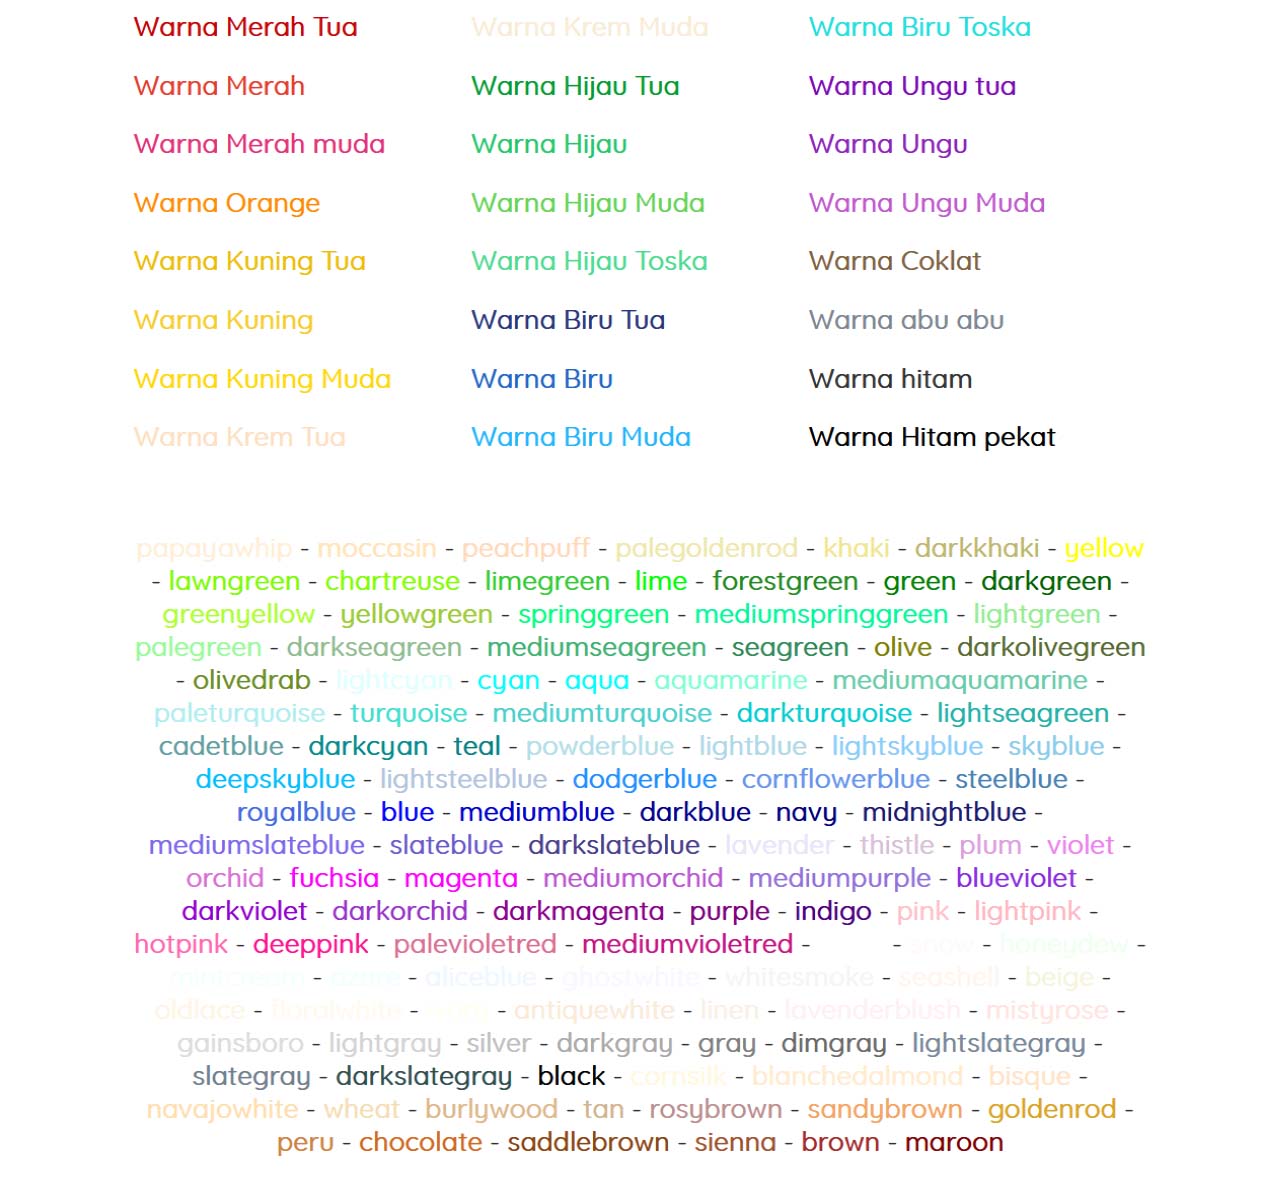 Warna Merah Tua
Warna Merah
Warna Merah muda
Warna Orange
Warna Kuning Tua
Warna Kuning
Warna Kuning Muda
Warna Krem Tua
Warna Krem Muda
Warna Hijau Tua
Warna Hijau
Warna Hijau Muda
Warna Hijau Toska
Warna Biru Tua
Warna Biru
Warna Biru Muda
Warna Biru Toska
Warna Ungu tua
Warna Ungu
Warna Ungu Muda
Warna Coklat
Warna abu abu
Warna hitam
Warna Hitam pekat
papayawhip - moccasin - peachpuff - palegoldenrod - khaki - darkkhaki - yellow
- lawngreen - chartreuse - limegreen - lime - forestgreen - green - darkgreen -
greenyellow - yellowgreen - springgreen - mediumspringgreen - lightgreen -
palegreen - darkseagreen - mediumseagreen - seagreen - olive - darkolivegreen
- olivedrab - lightcyan - cyan - aqua - aquamarine - mediumaquamarine -
paleturquoise - turquoise - mediumturquoise - darkturquoise - lightseagreen -
cadetblue - darkcyan - teal - powderblue - lightblue - lightskyblue - skyblue -
deepskyblue - lightsteelblue - dodgerblue - cornflowerblue - steelblue -
royalblue - blue - mediumblue - darkblue - navy - midnightblue -
mediumslateblue - slateblue - darkslateblue - lavender - thistle - plum - violet -
orchid - fuchsia - magenta - mediumorchid - mediumpurple - blueviolet -
darkviolet - darkorchid - darkmagenta - purple - indigo - pink - lightpink -
hotpink - deeppink - palevioletred - mediumvioletred - - snow - honeydew -
mintcream - azure - aliceblue - ghostwhite - whitesmoke - seashell - beige -
oldlace - floralwhite - ivory - antiquewhite - linen - lavenderblush - mistyrose -
gainsboro - lightgray - silver - darkgray - gray - dimgray - lightslategray -
slategray - darkslategray - black - cornsilk - blanchedalmond - bisque -
navajowhite - wheat - burlywood - tan - rosybrown - sandybrown - goldenrod -
peru - chocolate - saddlebrown - sienna - brown - maroon